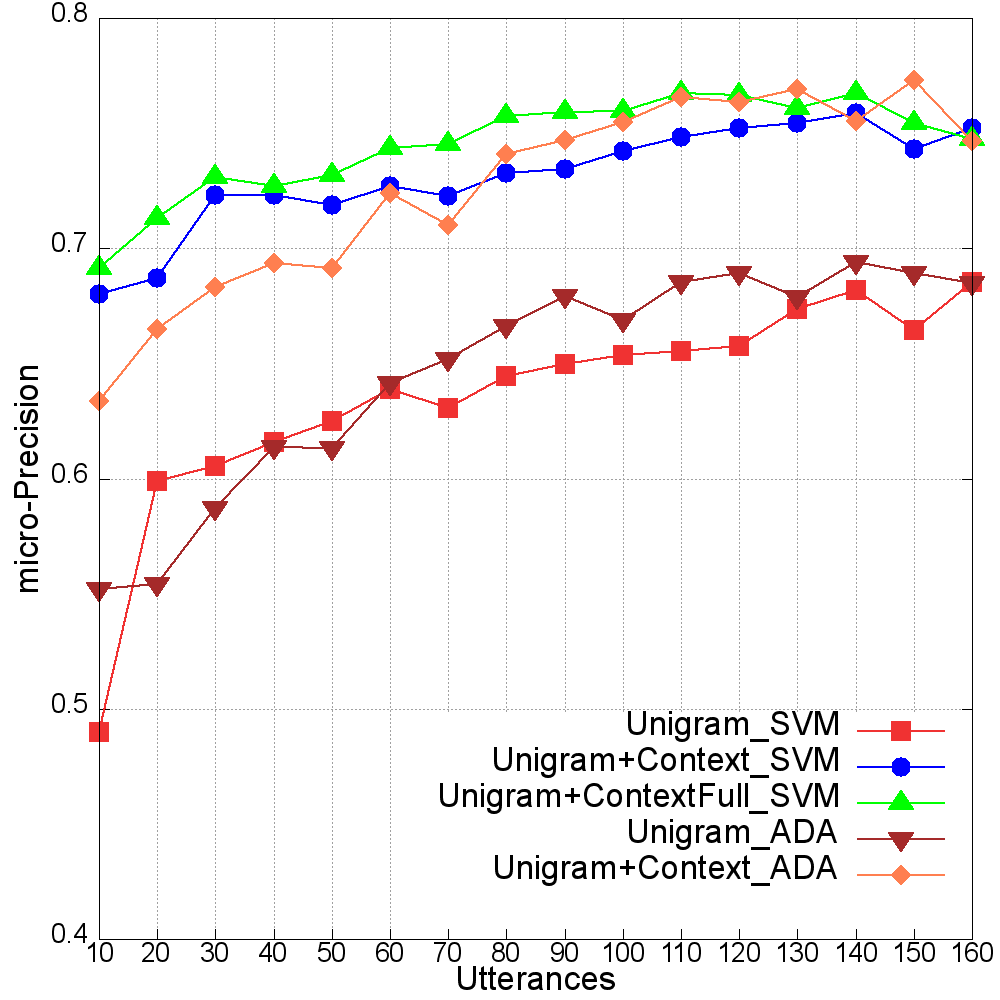 0.8
0.7
0.6
0.5
0.4
micro-Precision
Unigram_SVM
Unigram+Context_SVM
Unigram+ContextFull_SVM
Unigram_ADA
Unigram+Context_ADA
10 20 30 40 50 60 70 80 90 100 110 120 130 140 150 160
Utterances